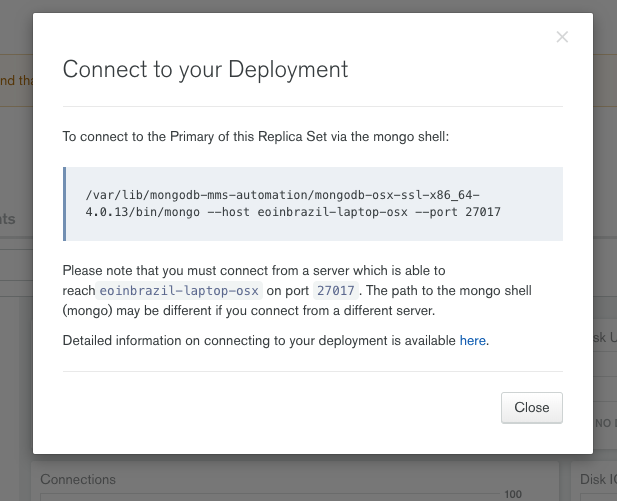 Connect to your Deployment
nd tha
To connect to the Primary of this Replica Set via the mongo shell:
/var/lib/mongodb-mms-automation/mongodb-osx-ssl-x86_64-
4.0.13/bin/mongo --host eoinbrazil-laptop-osx --port 27017
nts
Please note that you must connect from a server which is able to
reach eoinbrazil-laptop-osx on port 27017. The path to the mongo shell
(mongo) may be different if you connect from a different server.
Detailed information on connecting to your deployment is available here.
sk U
Close
NO D
Connections
Disk IO
100